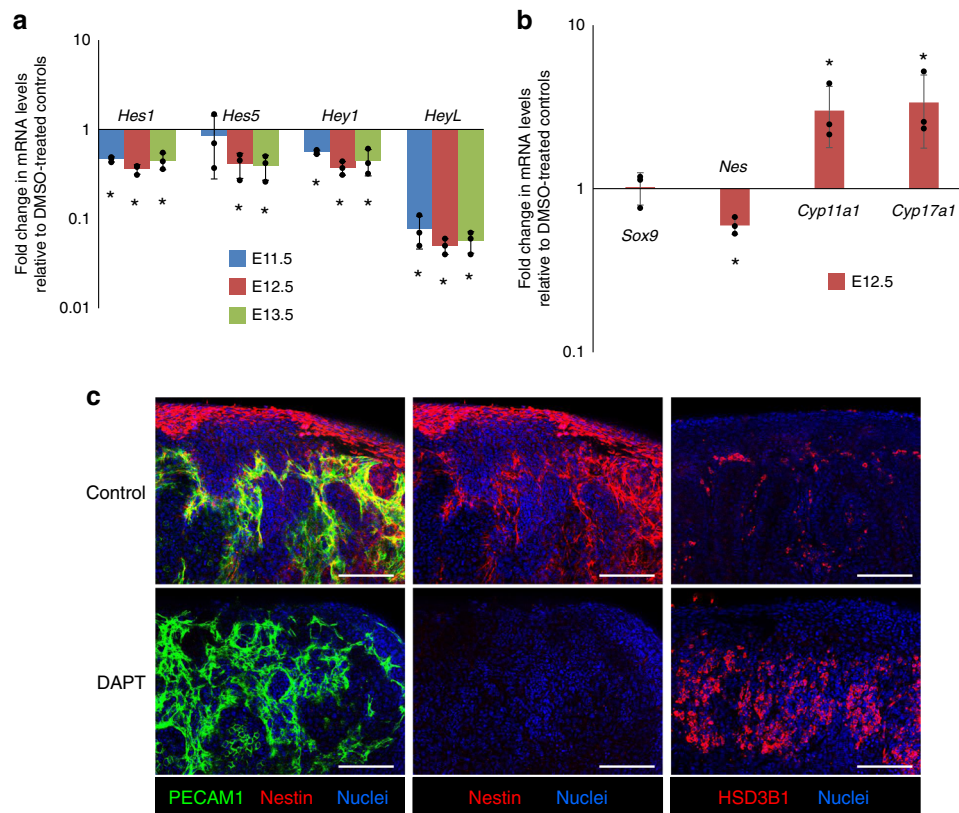 a
Fold change in mRNA levels
relative to DMSO-treated controls
10
1
0.1
0.01
Hes1
Hes5
Hey1
HeyL
*
*
*
*
*
*
*
*
*
*
*
E11.5
E12.5
E13.5
b
Fold change in mRNA levels
relative to DMSO-treated controls
10
1
0.1
*
*
Nes
Sox9
Cyp11a1
Cyp17a1
*
E12.5
c
Control
DAPT
PECAM1 Nestin Nuclei
Nestin Nuclei
HSD3B1 Nuclei